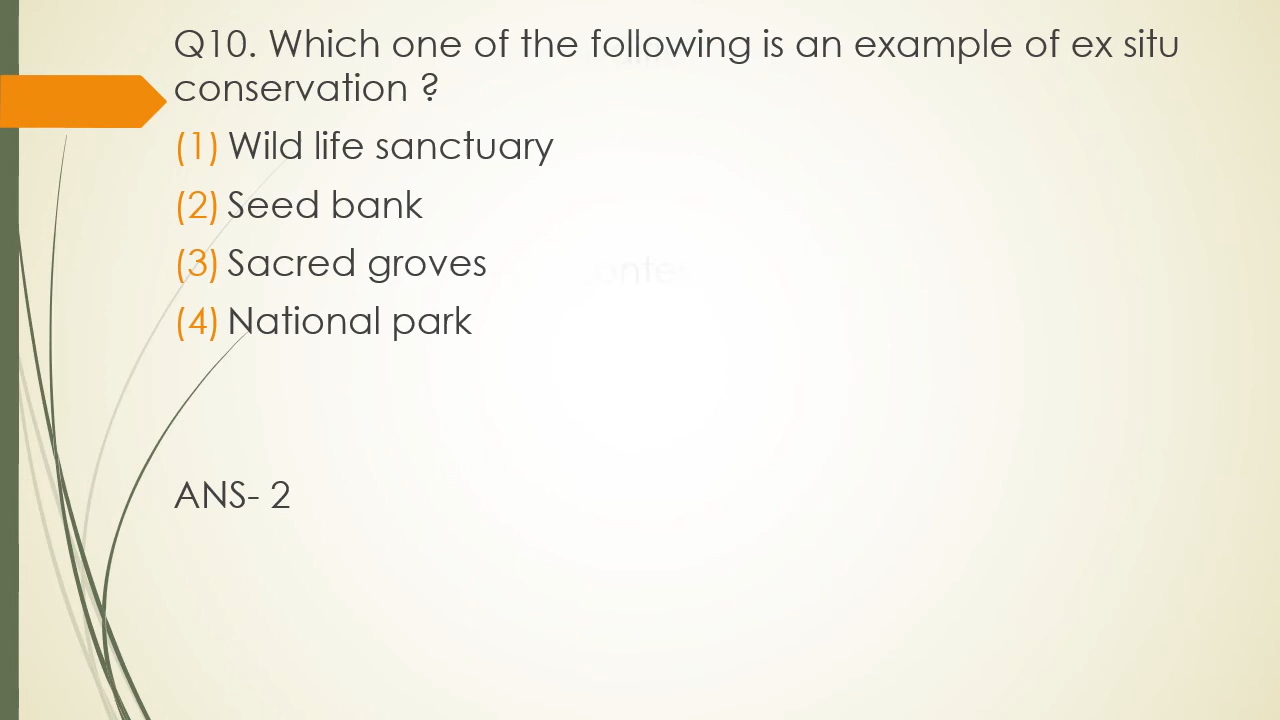 Q10. Which one of the following is an example of ex situ
conservation ?
(1) Wild life sanctuary
(2) Seed bank
(3) Sacred groves
(4) National park
ANS- 2